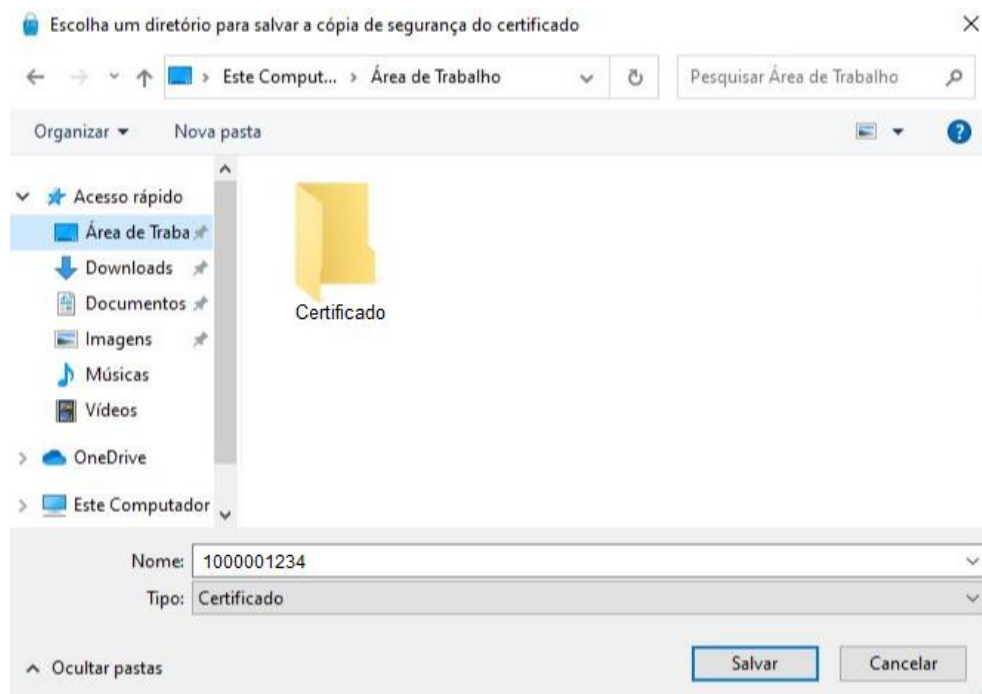 Escolha um diretório para salvar a cópia de segurança do certificado
Este Comput... > Área de Trabalho
Pesquisar Área de Trabalho
Organizar
Nova pasta
Acesso rápido
Área de Traba
Downloads
Documentos
Imagens
Músicas
Vídeos
OneDrive
Este Computador
Certificado
Nome: 1000001234
Tipo: Certificado
Ocultar pastas
Salvar
Cancelar